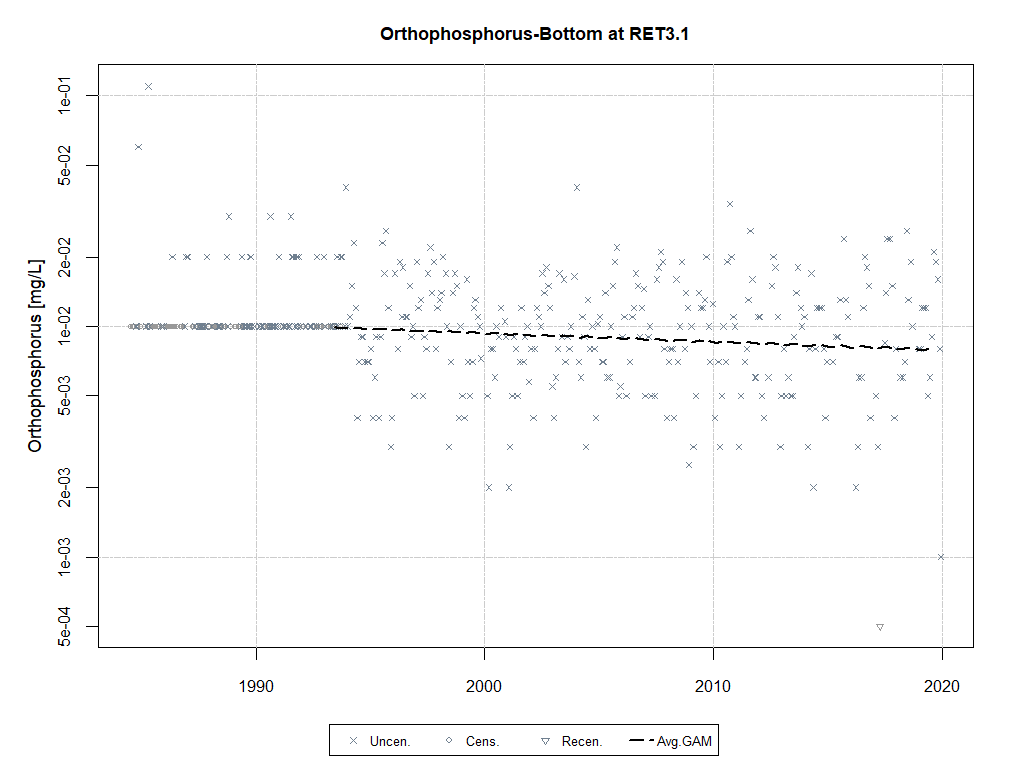 Orthophosphorus-Bottom at RET3.1
Orthophosphorus [mg/L]
1e-01
5e-02
2e-02
1e-02
5e-03
2e-03
1e-03
5e-04
1990 2000 2010 2020
Uncen. Cens. Recen. Avg.GAM